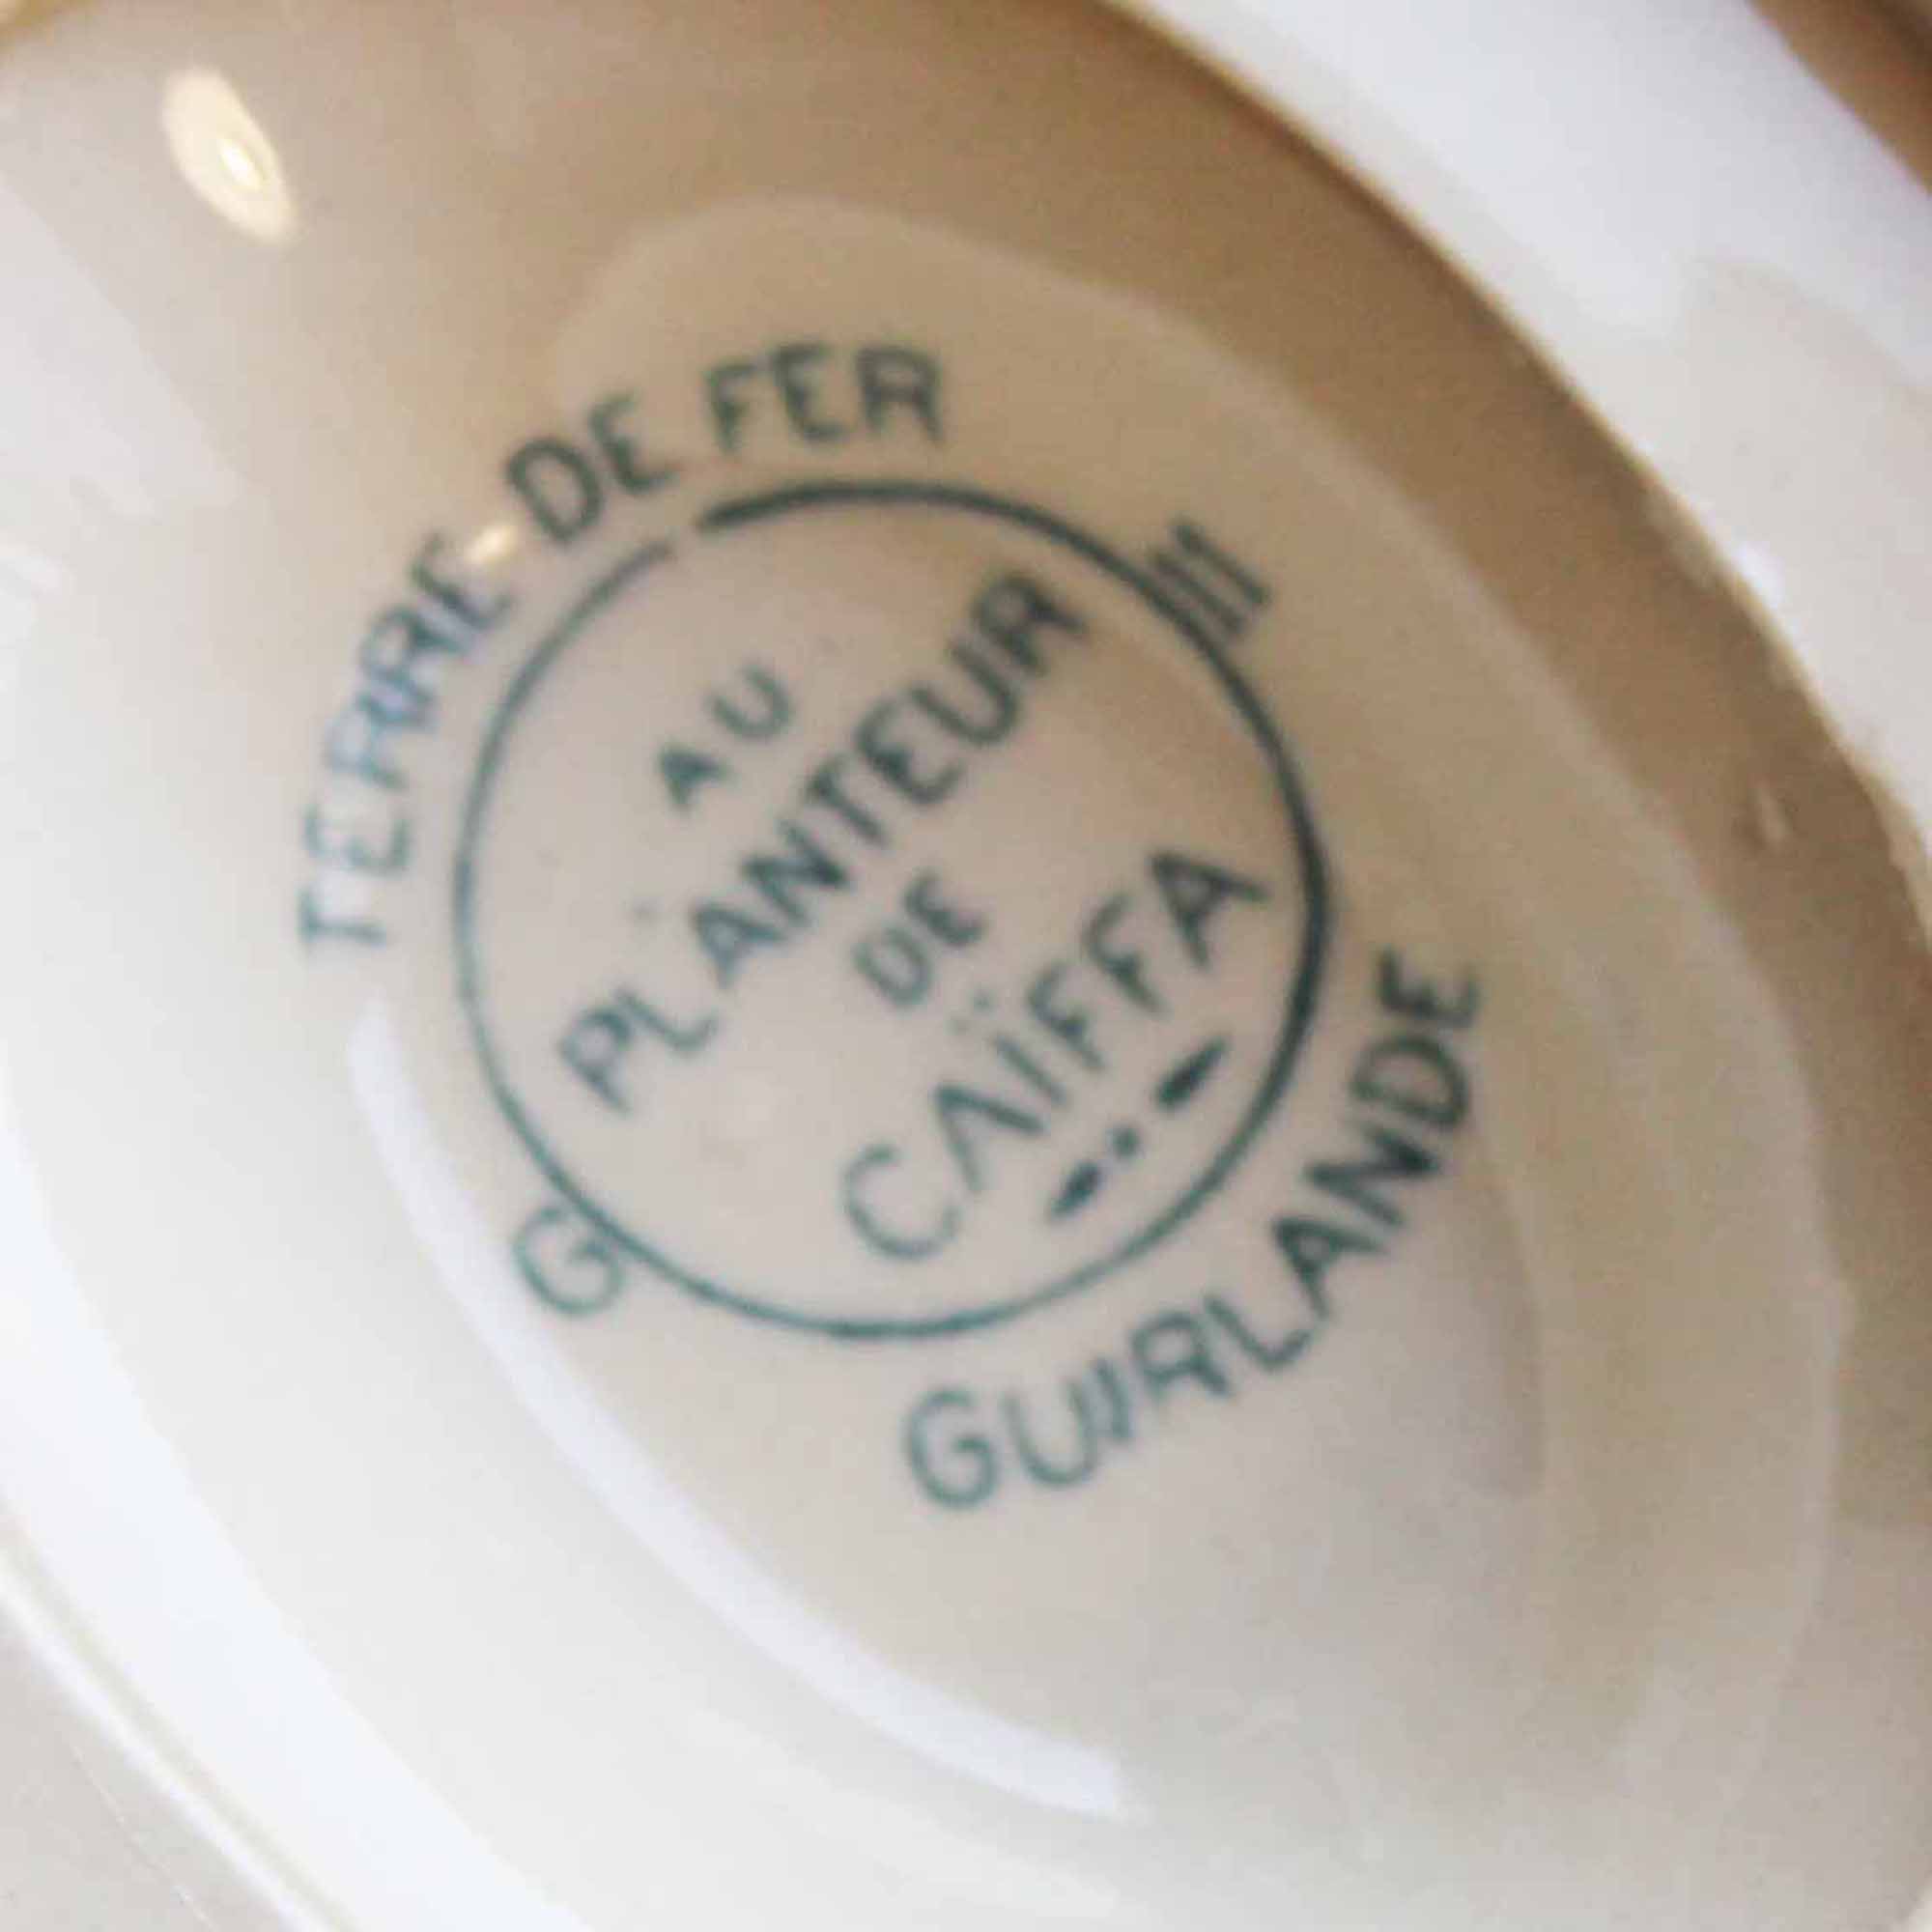 TERRE DE FER
AU
PLANTEUR
DE
CAÏFFA
G
III
GUIRLANDE